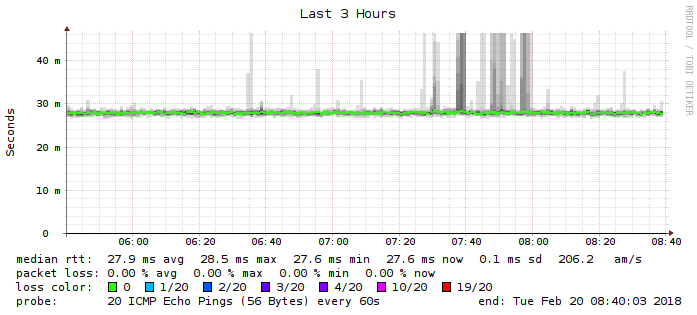 Last 3 Hours
RRDTOOL / TOBI OETIKER
Seconds
40 m
30 m
20 m
10 m
0
06:00 06:20 06:40 07:00 07:20 07:40 08:00 08:20 08:40
median rtt: 27.9 ms avg 28.5 ms max 27.6 ms min 27.6 ms now 0.1 ms sd 206.2 am/s
packet loss: 0.00 % avg 0.00 % max 0.00 % min 0.00 % now
loss color: 0 1/20 2/20 3/20 4/20 10/20 19/20
probe: 20 ICMP Echo Pings (56 Bytes) every 60s end: Tue Feb 20 08:40:03 2018